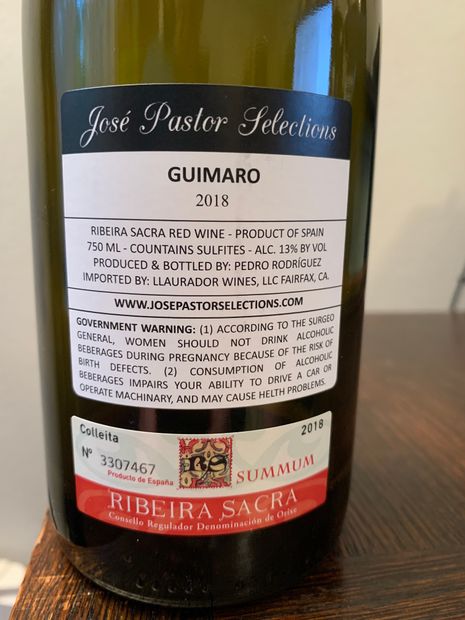 José Pastor Selections
GUIMARO
2018
RIBEIRA SACRA RED WINE - PRODUCT OF SPAIN
750 ML - COUNTAINS SULFITES - ALC. 13% BY VOL
PRODUCED & BOTTLED BY: PEDRO RODRÍGUEZ
IMPORTED BY: LLAURADOR WINES, LLC FAIRFAX, CA.
WWW.JOSEPASTORSELECTIONS.COM
GOVERNMENT WARNING: (1) ACCORDING TO THE SURGEO
GENERAL, WOMEN SHOULD NOT DRINK ALCOHOLIC
BEBERAGES DURING PREGNANCY BECAUSE OF THE RISK OF
BIRTH DEFECTS. (2) CONSUMPTION OF ALCOHOLIC
BEBERAGES IMPAIRS YOUR ABILITY TO DRIVE A CAR OR
OPERATE MACHINARY, AND MAY CAUSE HELTH PROBLEMS.
Colleita 2018
Nº 3307467
Producto de España
RS SUMMUM
RIBEIRA SACRA
Consello Regulador Denominación de Orixe